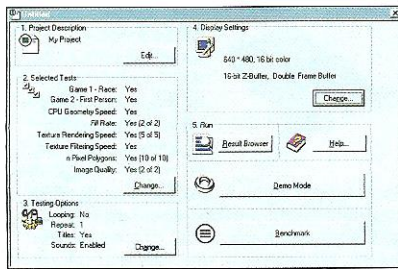 Untitled
1. Project Description
My Project
Edit...
2. Selected Tests
Game 1 - Race: Yes
Game 2 - First Person: Yes
CPU Geometry Speed: Yes
Fill Rate: Yes (2 of 2)
Texture Rendering Speed: Yes (5 of 5)
Texture Filtering Speed: Yes
n Pixel Polygons: Yes (10 of 10)
Image Quality: Yes (2 of 2)
Change...
3. Testing Options
Looping: No
Repeat: 1
Titles: Yes
Sounds: Enabled
Change...
4. Display Settings
640 * 480, 16 bit color
16-bit Z-Buffer, Double Frame Buffer
Change...
5. Run
Result Browser
Help...
Demo Mode
Benchmark